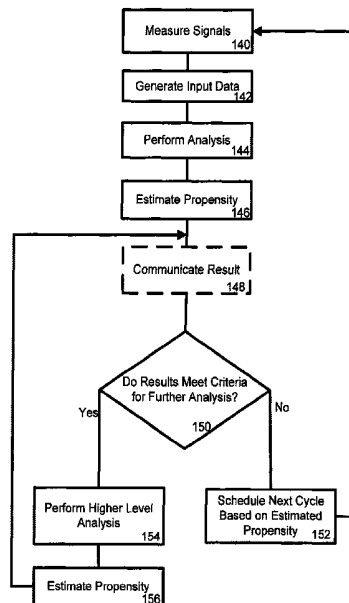 Measure Signals
140
Generate Input Data
142
Perform Analysis
144
Estimate Propensity
146
Communicate Result
148
Do Results Meet Criteria
for Further Analysis?
150
Yes
No
Perform Higher Level
Analysis
154
Schedule Next Cycle
Based on Estimated
Propensity
152
Estimate Propensity
156